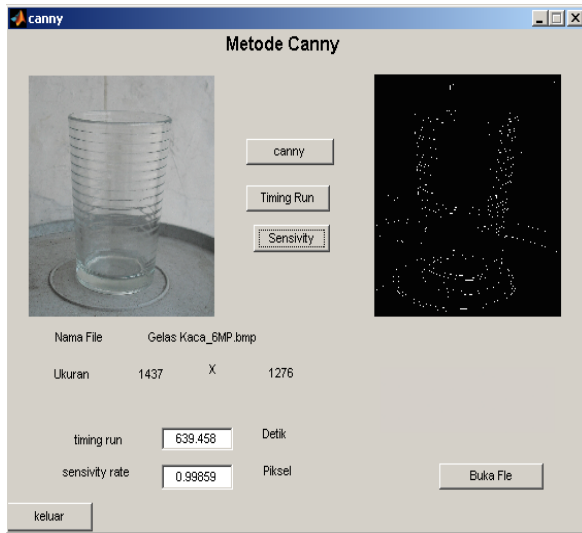 canny
Metode Canny
canny
Timing Run
Sensivity
Nama File Gelas Kaca_6MP.bmp
Ukuran 1437 X 1276
timing run 639.458 Detik
sensivity rate 0.99859 Piksel
Buka Fle
keluar